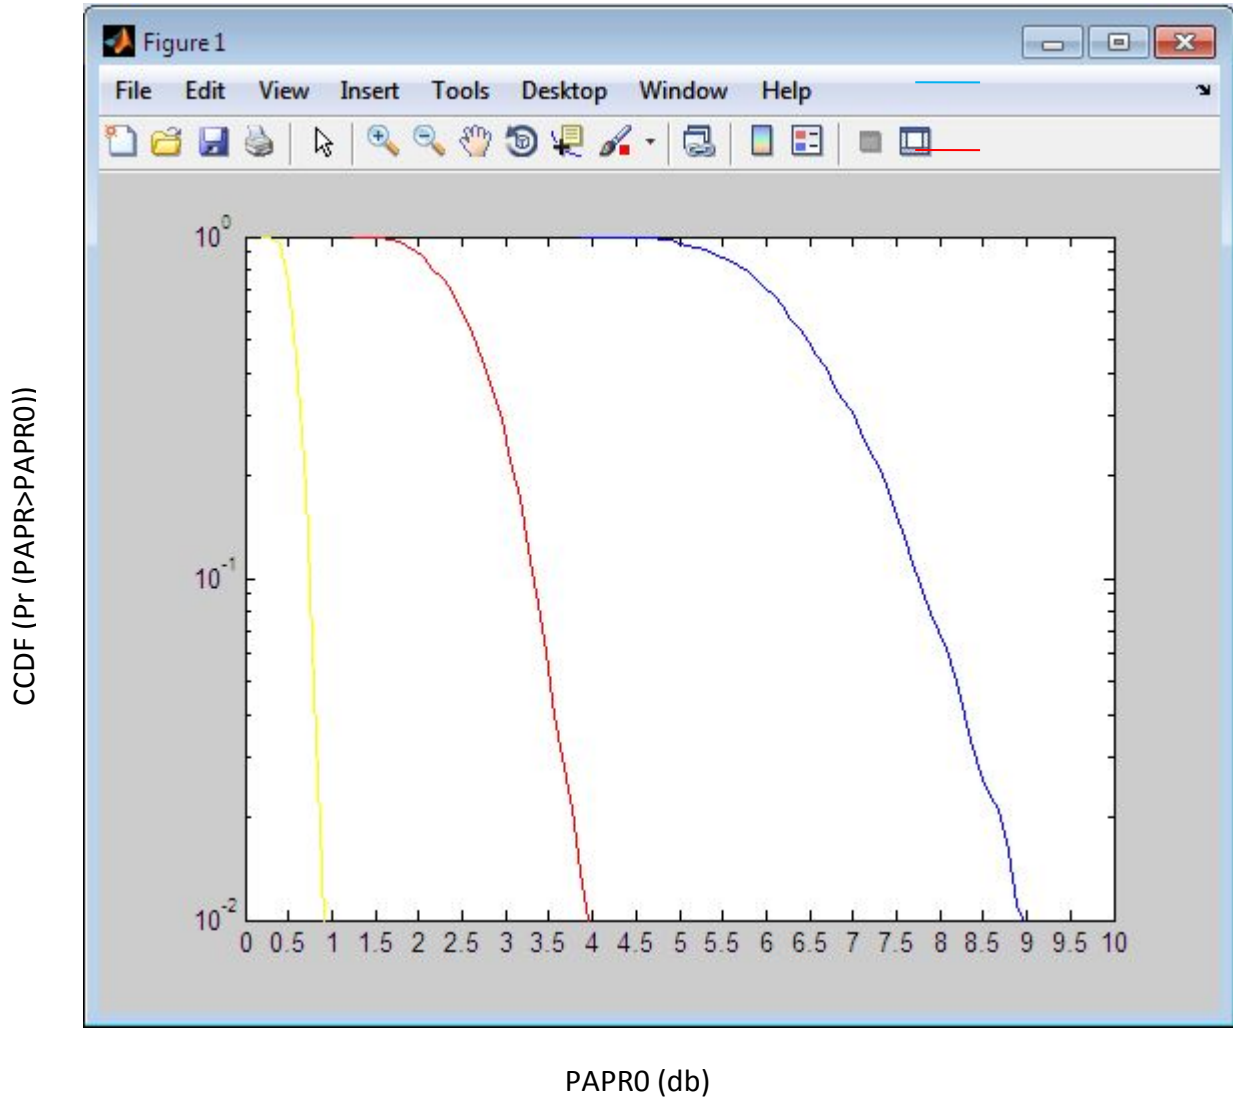 Figure 1
File Edit View Insert Tools Desktop Window Help
10^0
10^-1
10^-2
0 0.5 1 1.5 2 2.5 3 3.5 4 4.5 5 5.5 6 6.5 7 7.5 8 8.5 9 9.5 10
CCDF (Pr (PAPR>PAPR0))
PAPR0 (db)